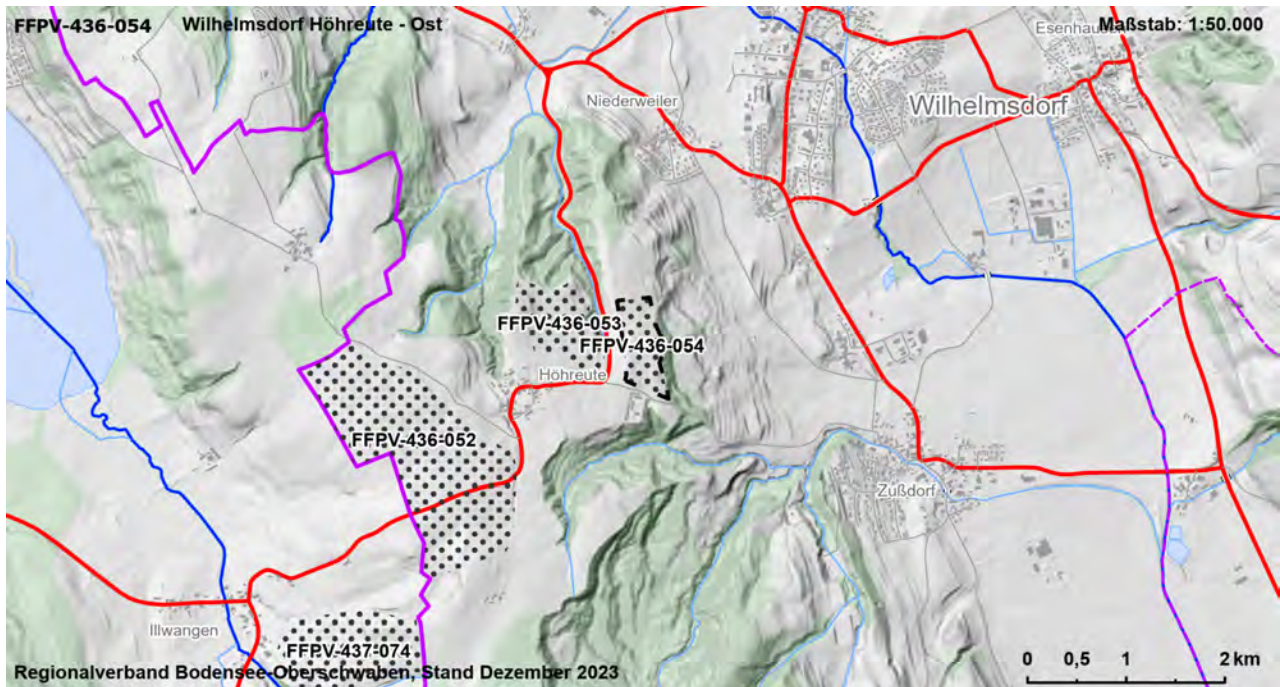 FFPV-436-054 Wilhelmsdorf Höhreute - Ost Maßstab: 1:50.000
Esenhausen
Niederweiler
Wilhelmsdorf
FFPV-436-053
FFPV-436-054
Höhreute
FFPV-436-052
Zußdorf
Illwangen
FFPV-437-074
Regionalverband Bodensee-Oberschwaben, Stand Dezember 2023
0 0,5 1 2 km